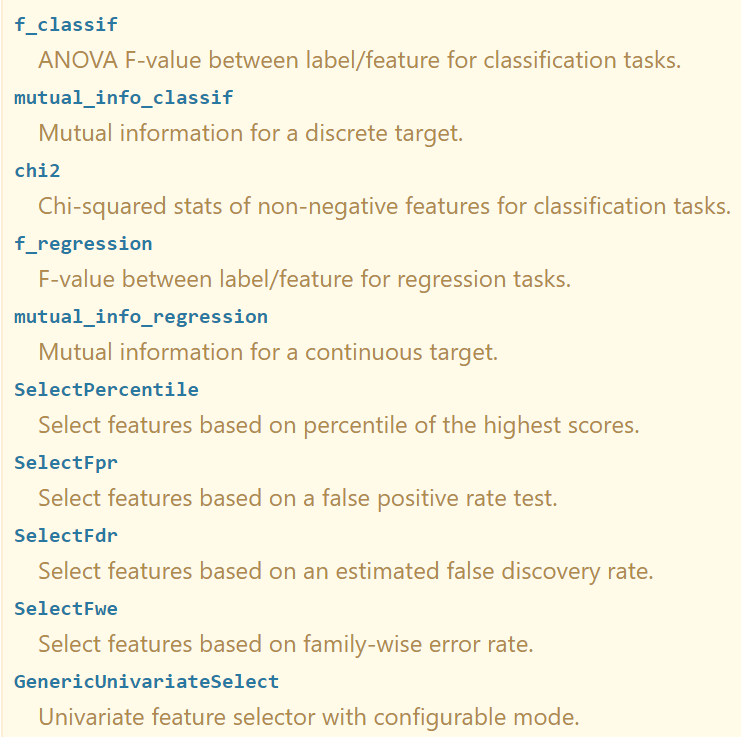 f_classif
ANOVA F-value between label/feature for classification tasks.
mutual_info_classif
Mutual information for a discrete target.
chi2
Chi-squared stats of non-negative features for classification tasks.
f_regression
F-value between label/feature for regression tasks.
mutual_info_regression
Mutual information for a continuous target.
SelectPercentile
Select features based on percentile of the highest scores.
SelectFpr
Select features based on a false positive rate test.
SelectFdr
Select features based on an estimated false discovery rate.
SelectFwe
Select features based on family-wise error rate.
GenericUnivariateSelect
Univariate feature selector with configurable mode.